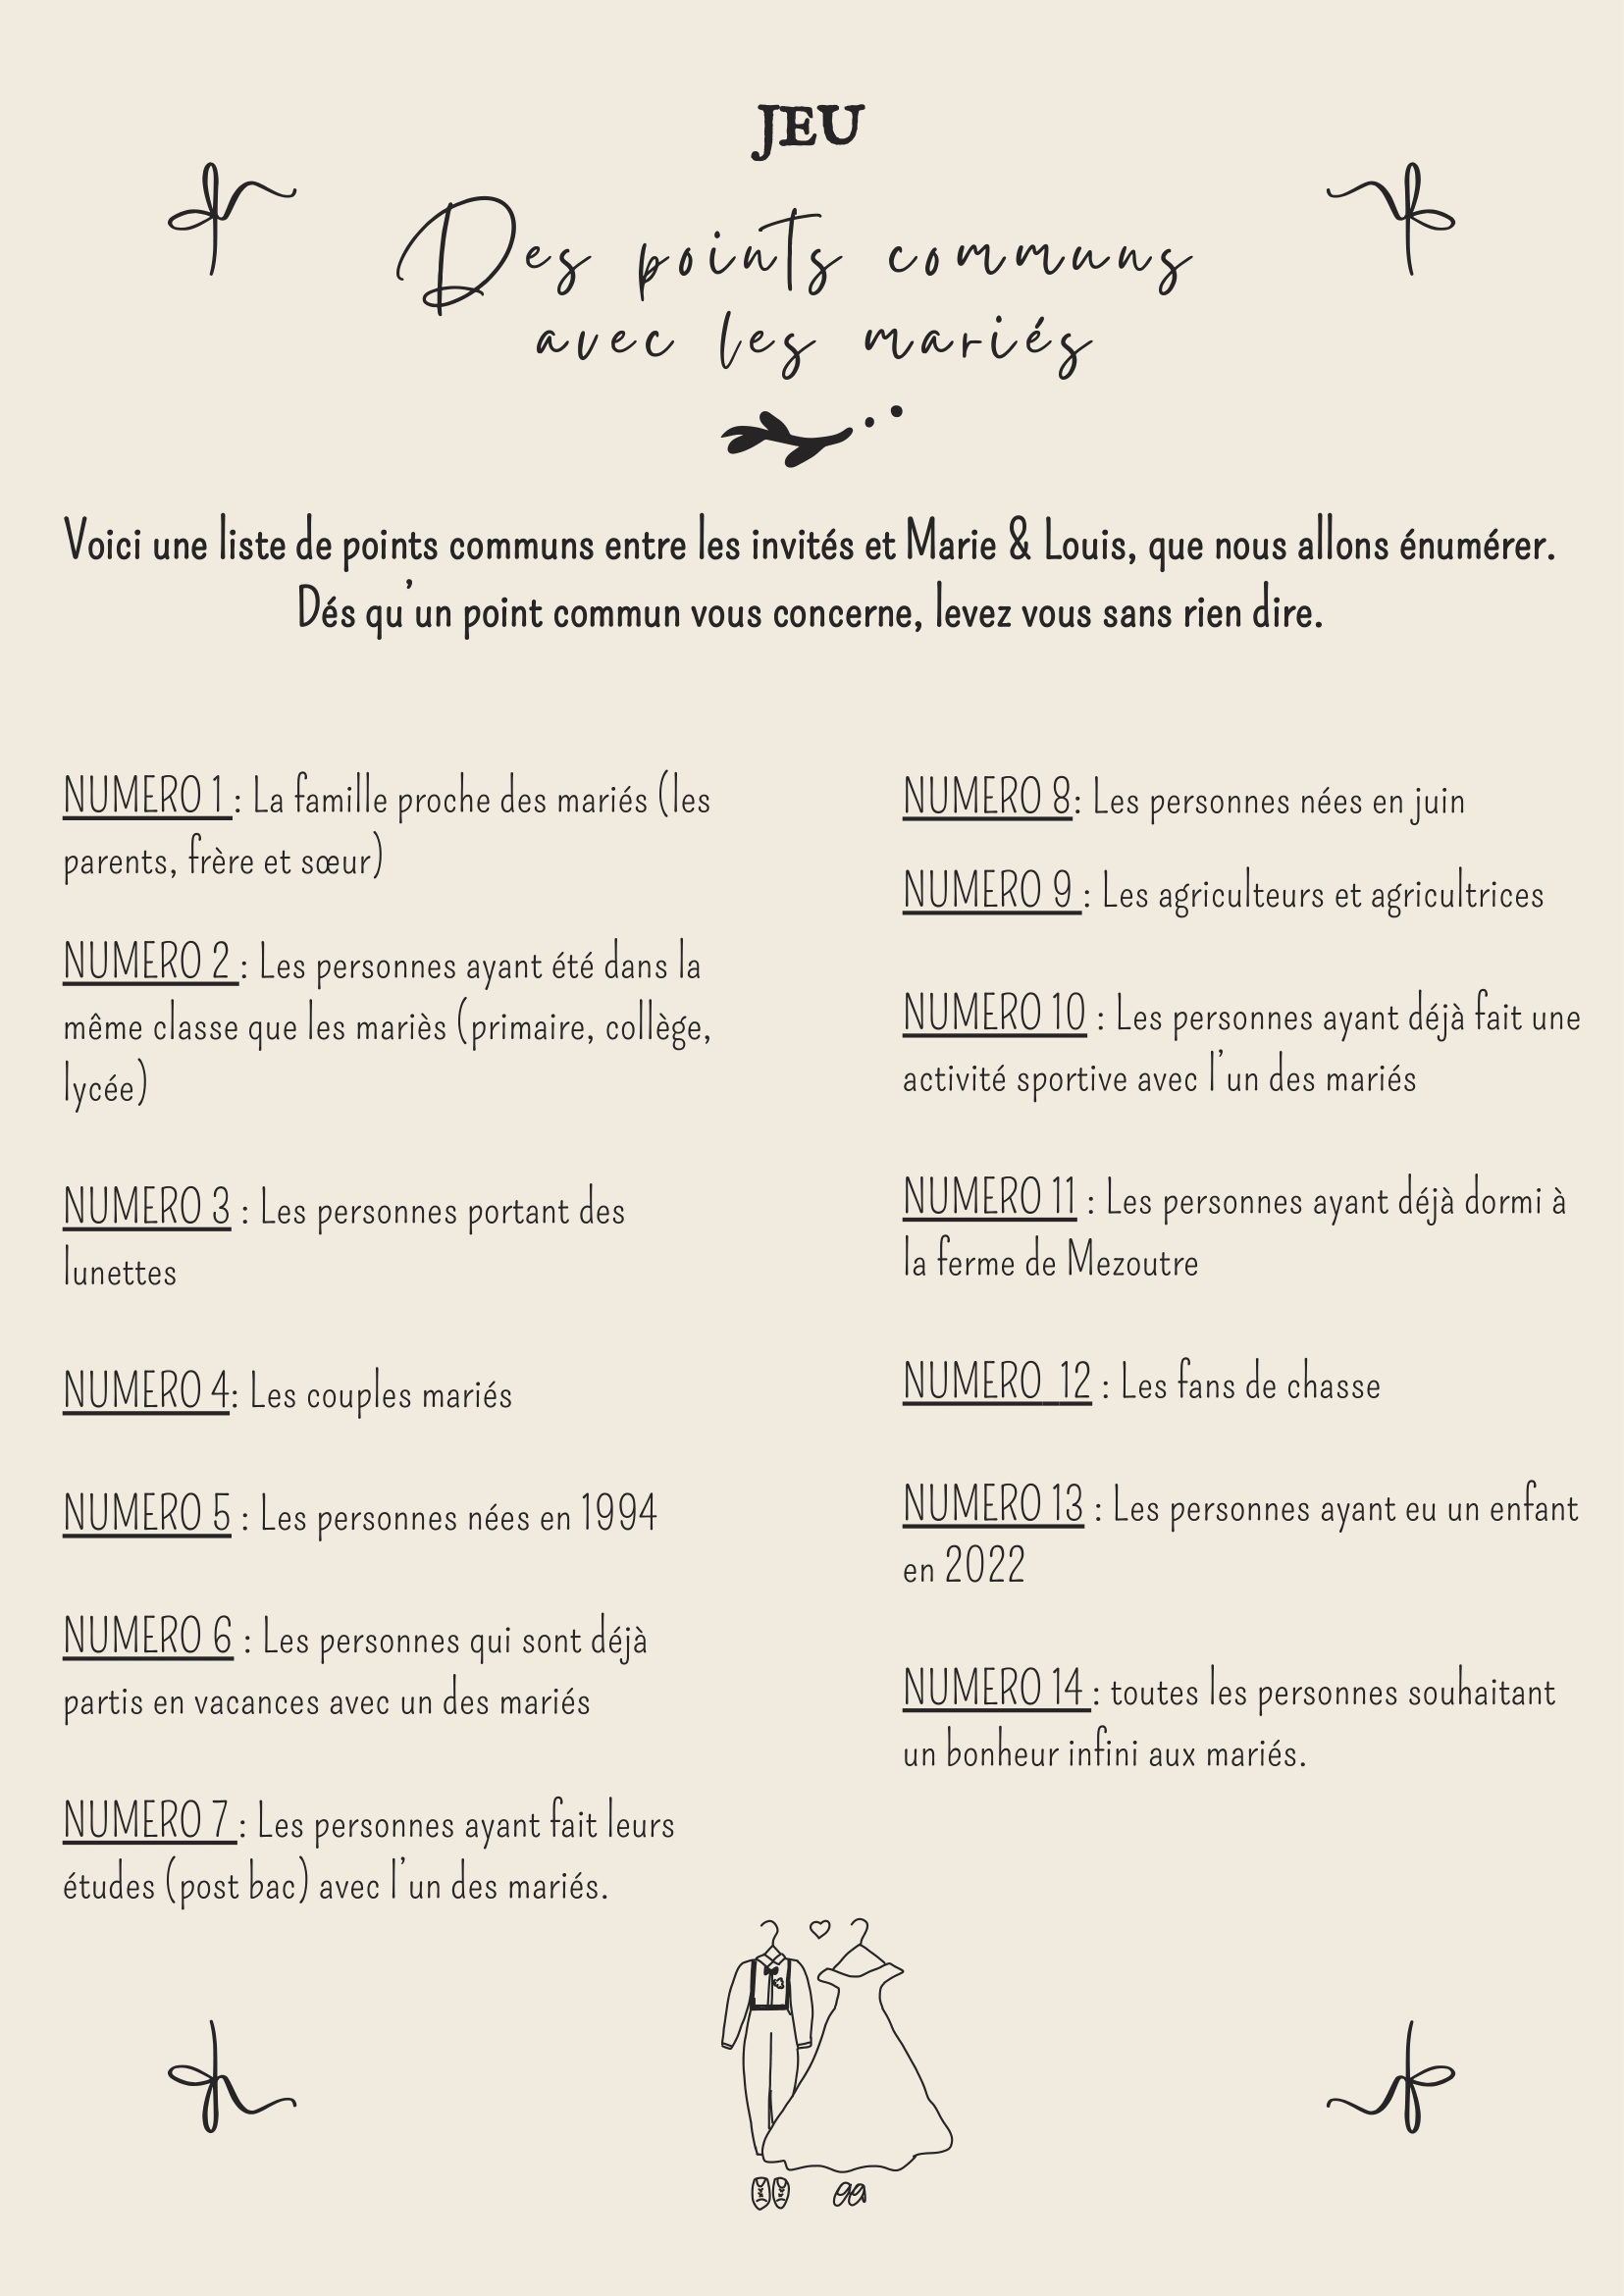 JEU
Des points communs
avec les mariés
Voici une liste de points communs entre les invités et Marie & Louis, que nous allons énumérer.
Dés qu’un point commun vous concerne, levez vous sans rien dire.
NUMERO 1 : La famille proche des mariés (les
parents, frère et sœur)
NUMERO 2 : Les personnes ayant été dans la
même classe que les mariès (primaire, collège,
lycée)
NUMERO 3 : Les personnes portant des
lunettes
NUMERO 4: Les couples mariés
NUMERO 5 : Les personnes nées en 1994
NUMERO 6 : Les personnes qui sont déjà
partis en vacances avec un des mariés
NUMERO 7 : Les personnes ayant fait leurs
études (post bac) avec l’un des mariés.
NUMERO 8: Les personnes nées en juin
NUMERO 9 : Les agriculteurs et agricultrices
NUMERO 10 : Les personnes ayant déjà fait une
activité sportive avec l’un des mariés
NUMERO 11 : Les personnes ayant déjà dormi à
la ferme de Mezoutre
NUMERO 12 : Les fans de chasse
NUMERO 13 : Les personnes ayant eu un enfant
en 2022
NUMERO 14 : toutes les personnes souhaitant
un bonheur infini aux mariés.